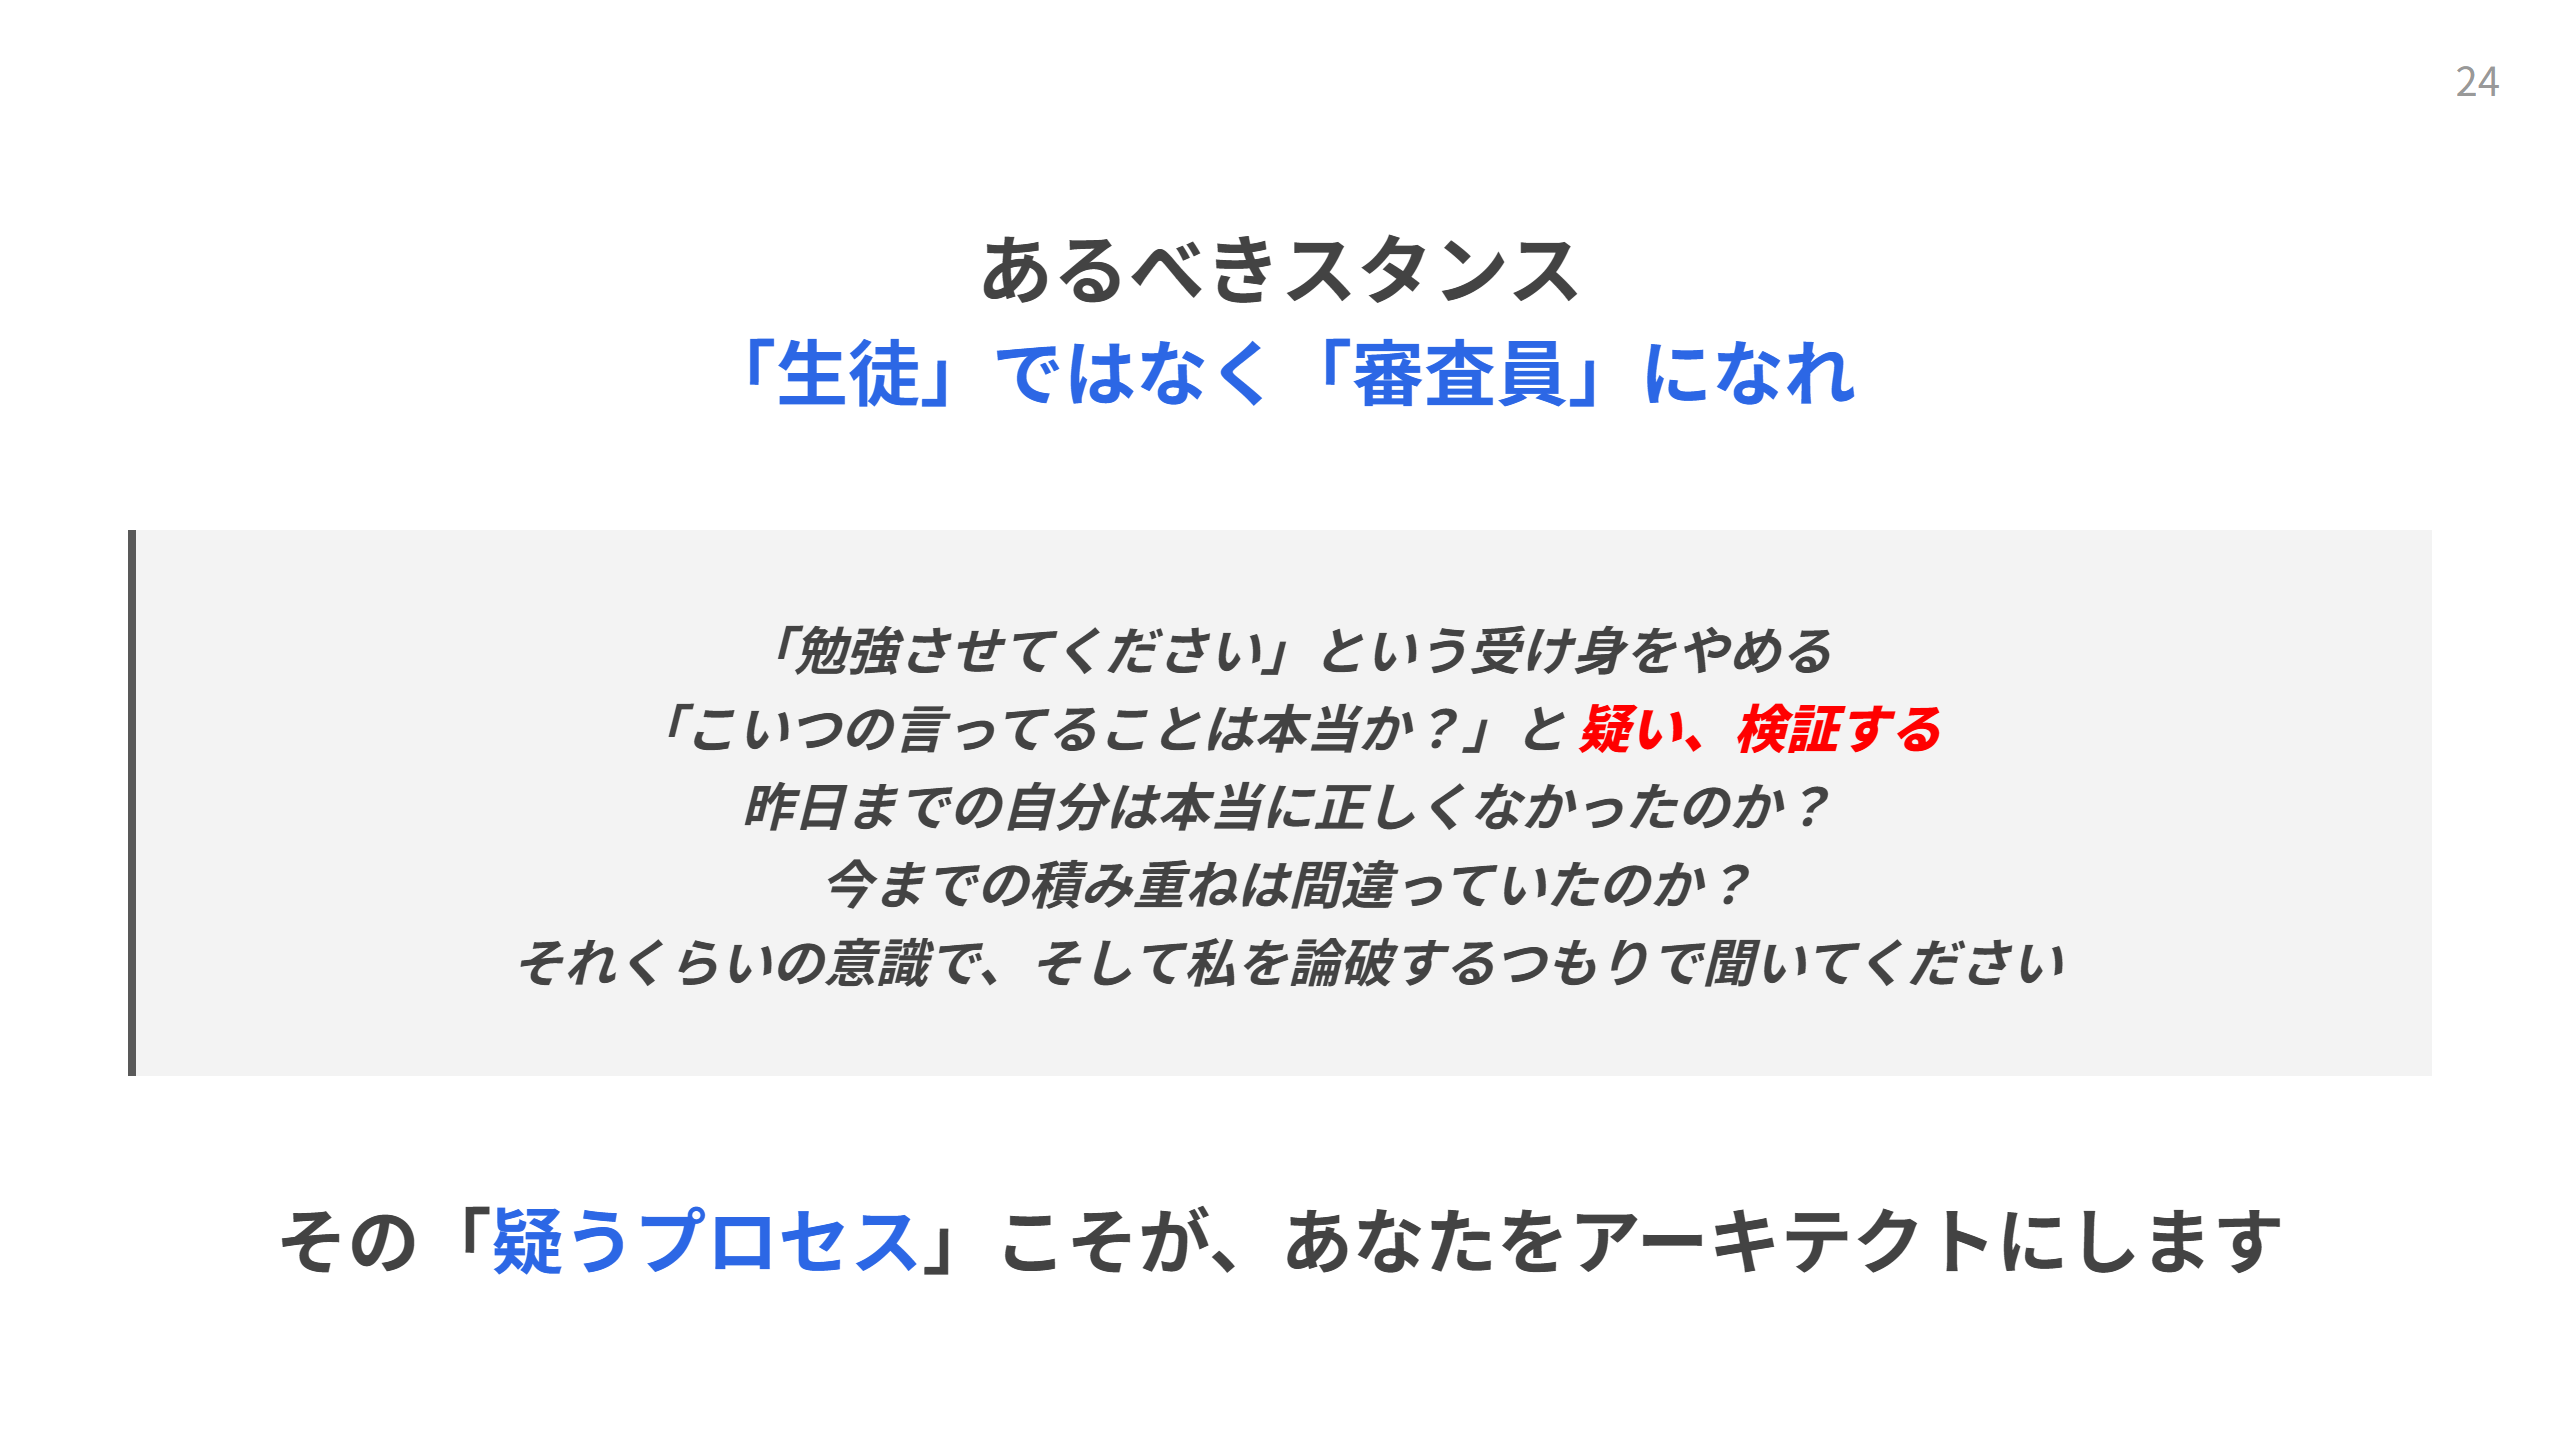 24
あるべきスタンス
「生徒」ではなく「審査員」になれ
「勉強させてください」という受け身をやめる
「こいつの言ってることは本当か？」と 疑い、検証する
昨日までの自分は本当に正しくなかったのか？
今までの積み重ねは間違っていたのか？
それくらいの意識で、そして私を論破するつもりで聞いてください
その「疑うプロセス」こそが、あなたをアーキテクトにします